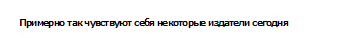 Примерно так чувствуют себя некоторые издатели сегодня